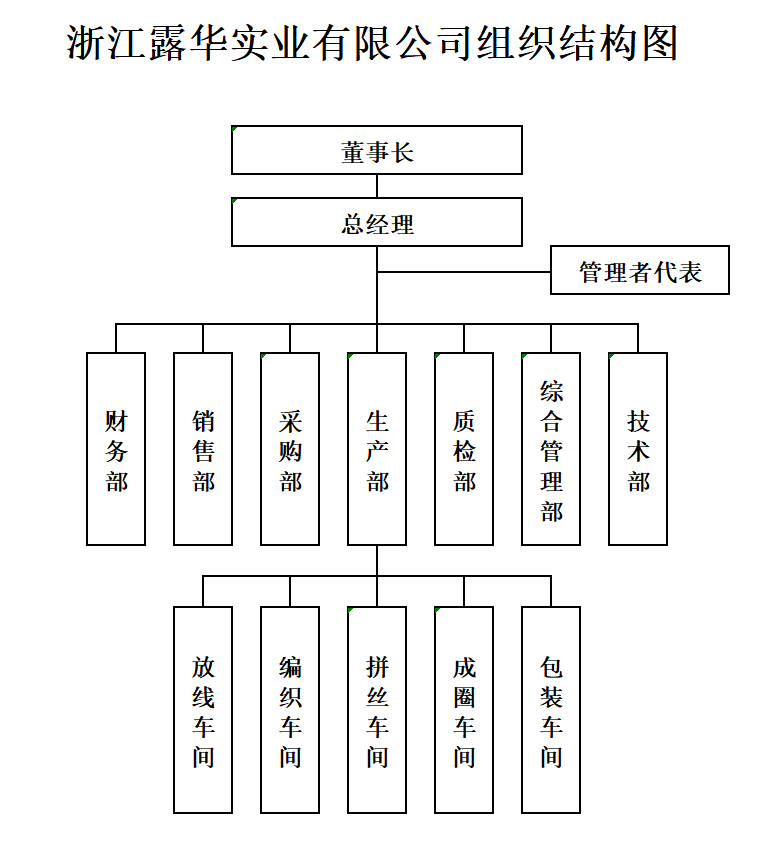 浙江露华实业有限公司组织结构图
董事长
总经理
管理者代表
财务部
销售部
采购部
生产部
质检部
综合管理部
技术部
放线车间
编织车间
拼丝车间
成圈车间
包装车间